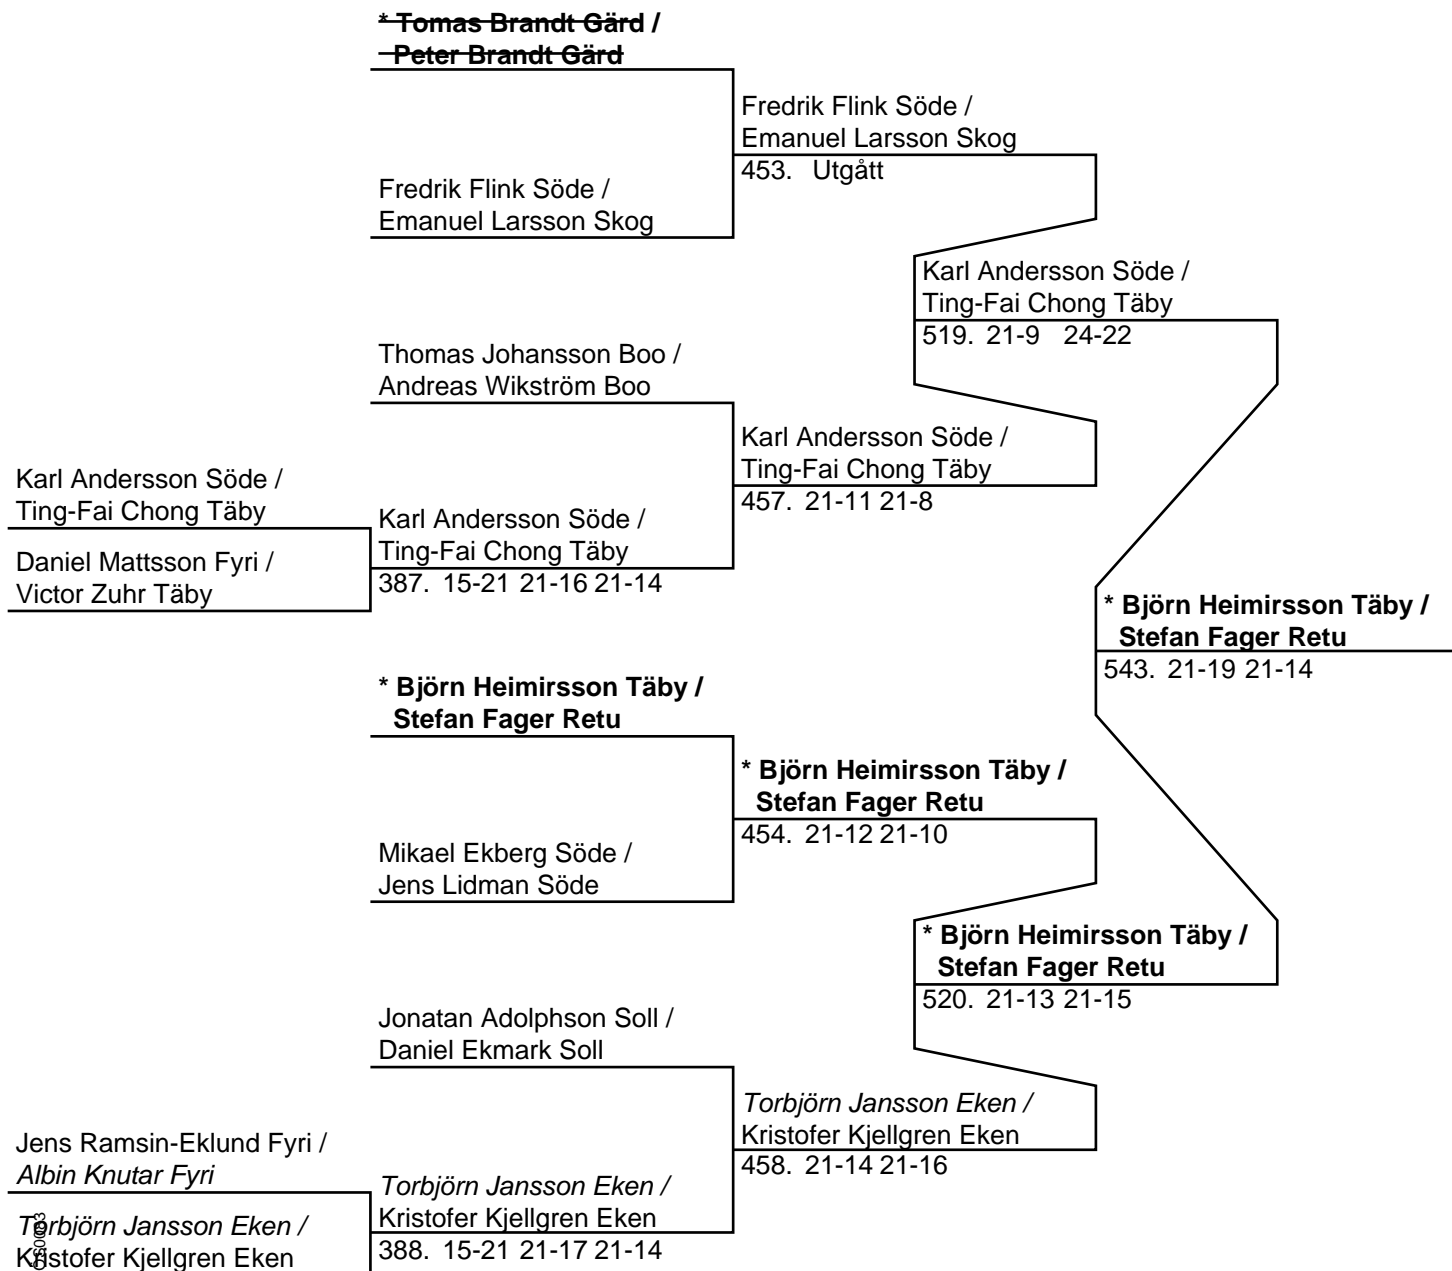 * Tomas Brandt Gärd /
Peter Brandt Gärd
Fredrik Flink Söde /
Emanuel Larsson Skog
453. Utgått
Fredrik Flink Söde /
Emanuel Larsson Skog
Karl Andersson Söde /
Ting-Fai Chong Täby
519. 21-9 24-22
Thomas Johansson Boo /
Andreas Wikström Boo
Karl Andersson Söde /
Ting-Fai Chong Täby
457. 21-11 21-8
Karl Andersson Söde /
Ting-Fai Chong Täby
Karl Andersson Söde /
Ting-Fai Chong Täby
387. 15-21 21-16 21-14
Daniel Mattsson Fyri /
Victor Zuhr Täby
* Björn Heimirsson Täby /
Stefan Fager Retu
543. 21-19 21-14
* Björn Heimirsson Täby /
Stefan Fager Retu
* Björn Heimirsson Täby /
Stefan Fager Retu
454. 21-12 21-10
Mikael Ekberg Söde /
Jens Lidman Söde
* Björn Heimirsson Täby /
Stefan Fager Retu
520. 21-13 21-15
Jonatan Adolphson Soll /
Daniel Ekmark Soll
Torbjörn Jansson Eken /
Kristofer Kjellgren Eken
458. 21-14 21-16
Jens Ramsin-Eklund Fyri /
Albin Knutar Fyri
Torbjörn Jansson Eken /
Kristofer Kjellgren Eken
388. 15-21 21-17 21-14
Torbjörn Jansson Eken /
Kristofer Kjellgren Eken